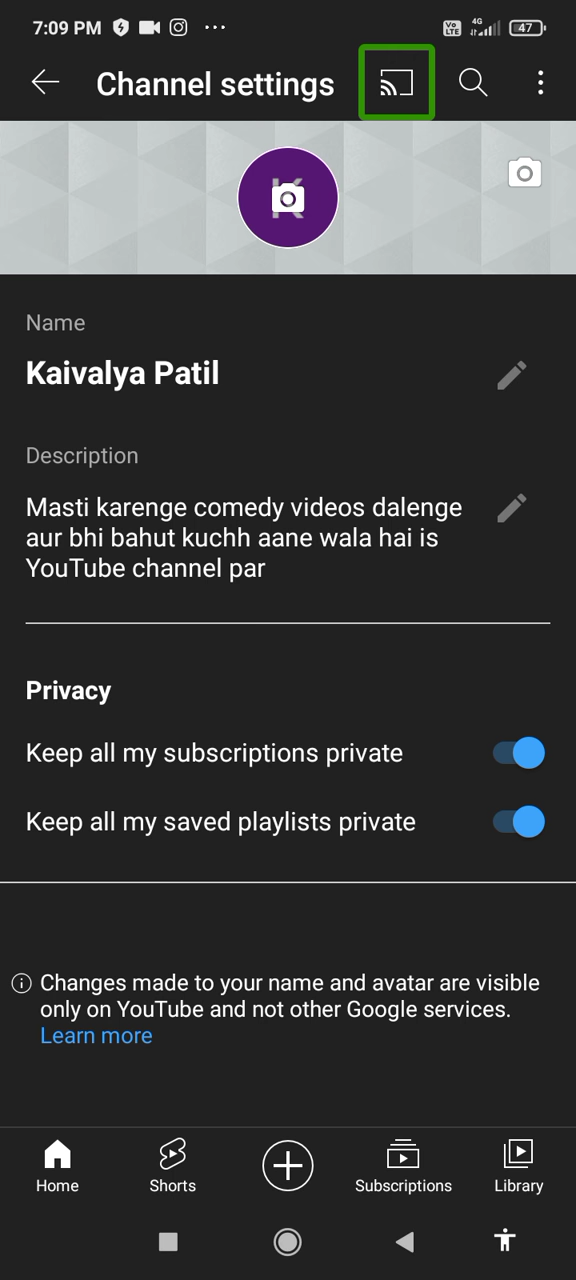 7:09 PM
Vo
LTE
4G
47
Channel settings
K
Name
Kaivalya Patil
Description
Masti karenge comedy videos dalenge
aur bhi bahut kuchh aane wala hai is
YouTube channel par
Privacy
Keep all my subscriptions private
Keep all my saved playlists private
Changes made to your name and avatar are visible
only on YouTube and not other Google services.
Learn more
Home
Shorts
Subscriptions
Library